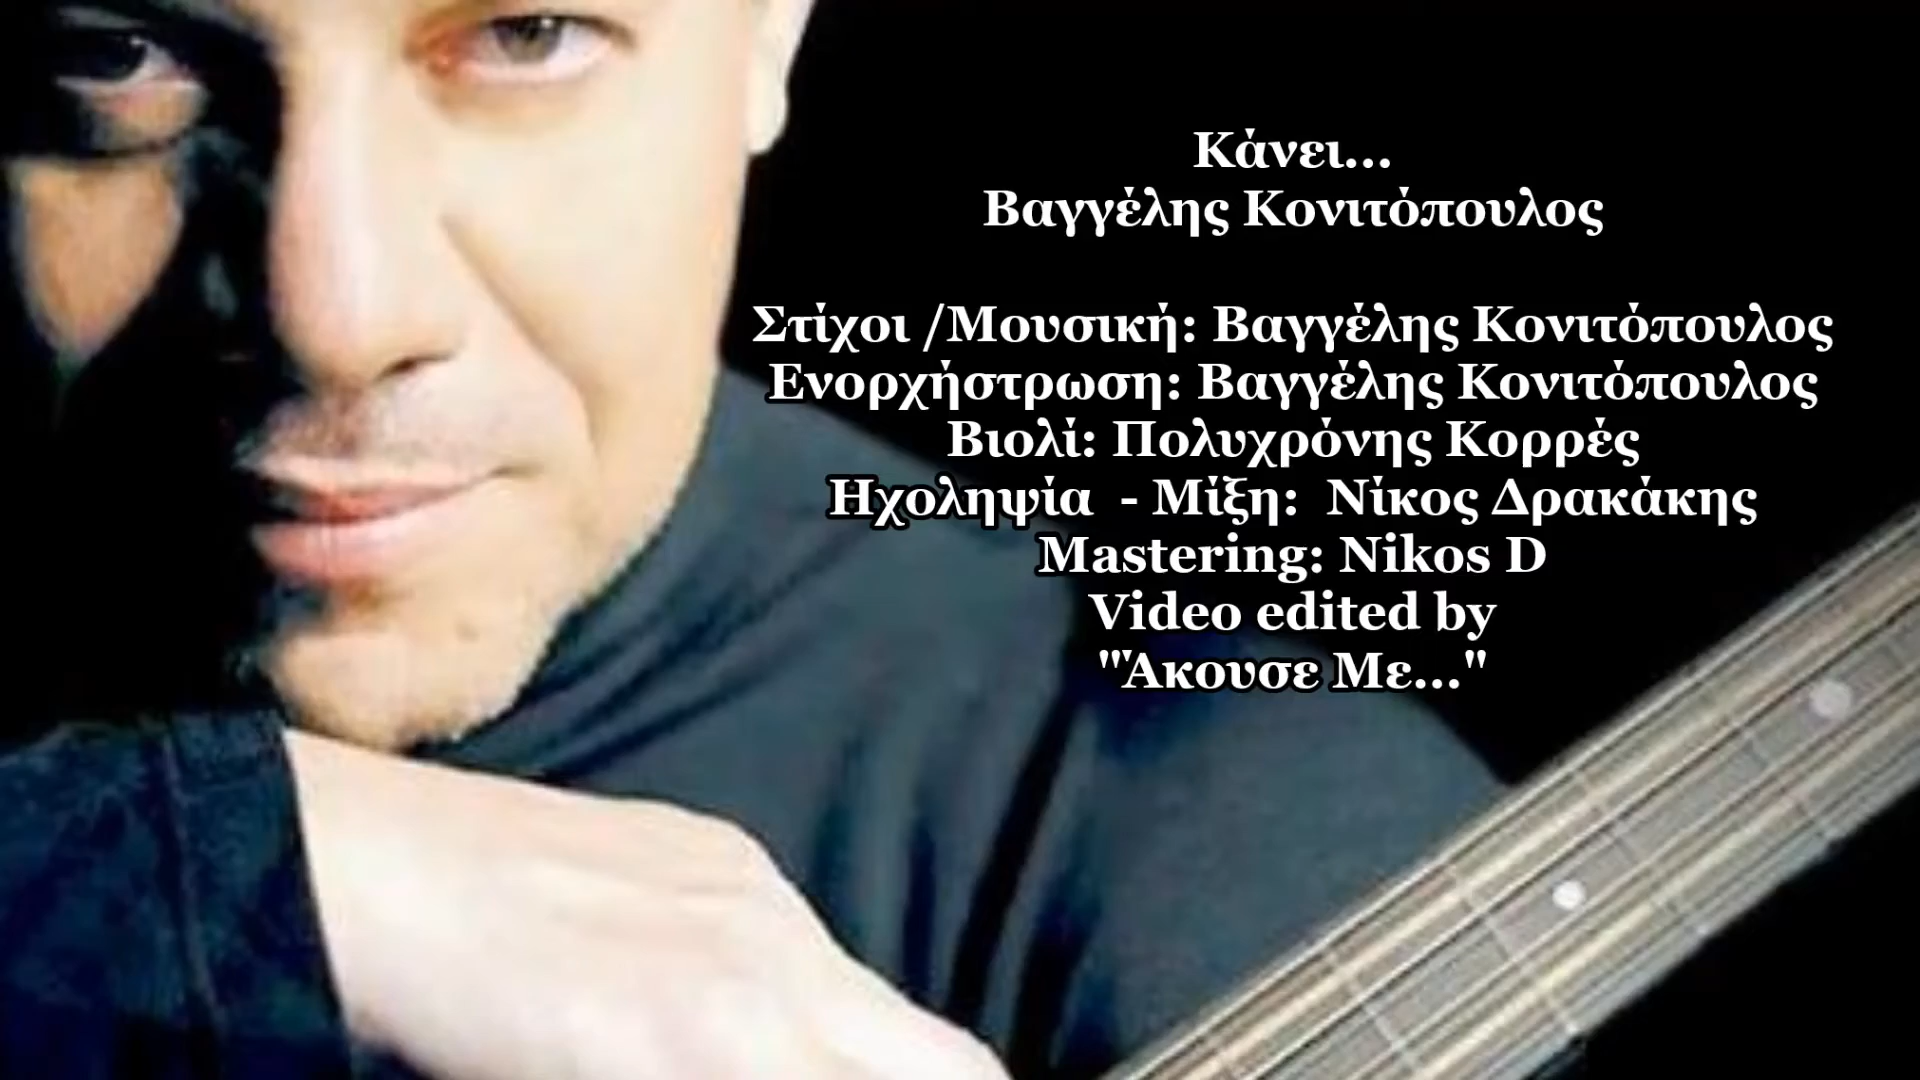 Κάνει...
Βαγγέλης Κονιτόπουλος
Στίχοι /Μουσική: Βαγγέλης Κονιτόπουλος
Ενορχήστρωση: Βαγγέλης Κονιτόπουλος
Βιολί: Πολυχρόνης Κορρές
Ηχοληψία  - Μίξη:  Νίκος Δρακάκης
Mastering: Nikos D
Video edited by
"Άκουσε Με..."